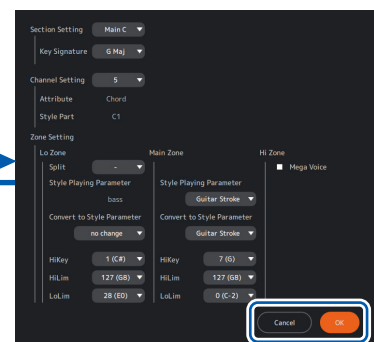 Section Setting Main C
Key Signature G Maj
Channel Setting 5
Attribute Chord
Style Part C1
Zone Setting
Lo Zone Main Zone Hi Zone
Split - Mega Voice
Style Playing Parameter Style Playing Parameter
bass Guitar Stroke
Convert to Style Parameter Convert to Style Parameter
no change Guitar Stroke
HiKey 1 (C#) HiKey 7 (G)
HiLim 127 (G8) HiLim 127 (G8)
LoLim 28 (E0) LoLim 0 (C-2)
Cancel OK